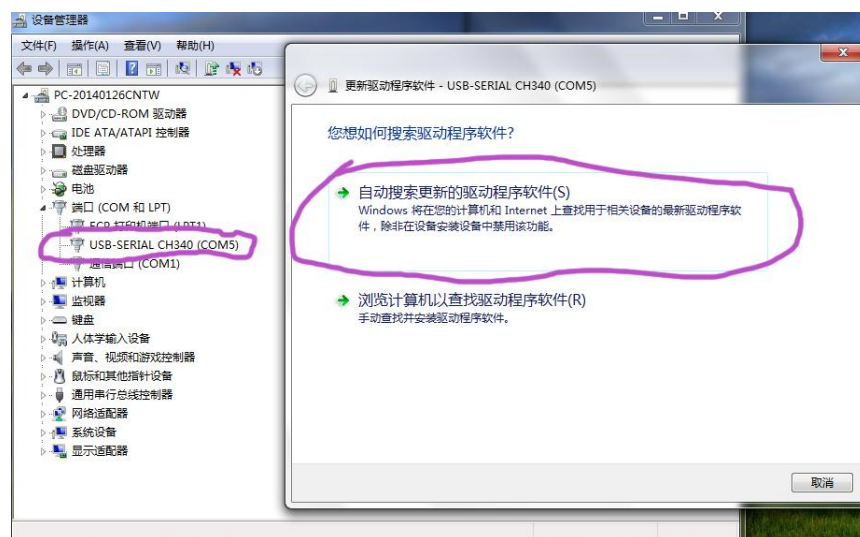 设备管理器
文件(F) 操作(A) 查看(V) 帮助(H)
PC-20140126CNTW
DVD/CD-ROM 驱动器
IDE ATA/ATAPI 控制器
处理器
磁盘驱动器
电池
端口 (COM 和 LPT)
ECP 打印机端口 (LPT1)
USB-SERIAL CH340 (COM5)
通信端口 (COM1)
计算机
监视器
键盘
人体学输入设备
声音、视频和游戏控制器
鼠标和其他指针设备
通用串行总线控制器
网络适配器
系统设备
显示适配器
更新驱动程序软件 - USB-SERIAL CH340 (COM5)
您想如何搜索驱动程序软件?
自动搜索更新的驱动程序软件(S)
Windows 将在您的计算机和 Internet 上查找用于相关设备的最新驱动程序软
件，除非在设备安装设置中禁用该功能。
浏览计算机以查找驱动程序软件(R)
手动查找并安装驱动程序软件。
取消